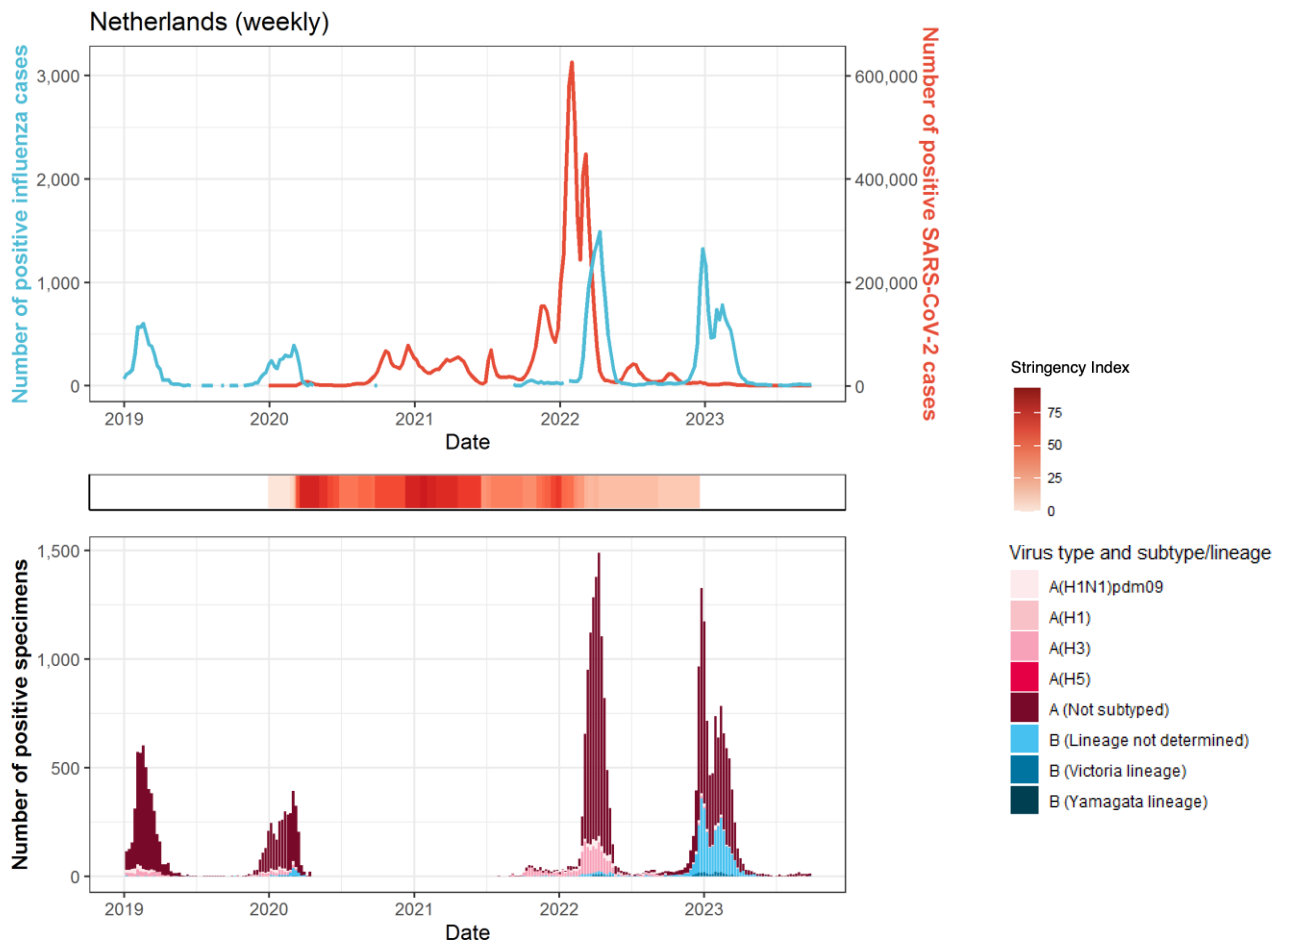 Netherlands (weekly)
Number of positive influenza cases
3,000
2,000
1,000
0
600,000
400,000
200,000
0
Number of positive SARS-CoV-2 cases
2019 2020 2021 2022 2023
Date
Stringency Index
75
50
25
0
Number of positive specimens
1,500
1,000
500
0
2019 2020 2021 2022 2023
Date
Virus type and subtype/lineage
A(H1N1)pdm09
A(H1)
A(H3)
A(H5)
A (Not subtyped)
B (Lineage not determined)
B (Victoria lineage)
B (Yamagata lineage)